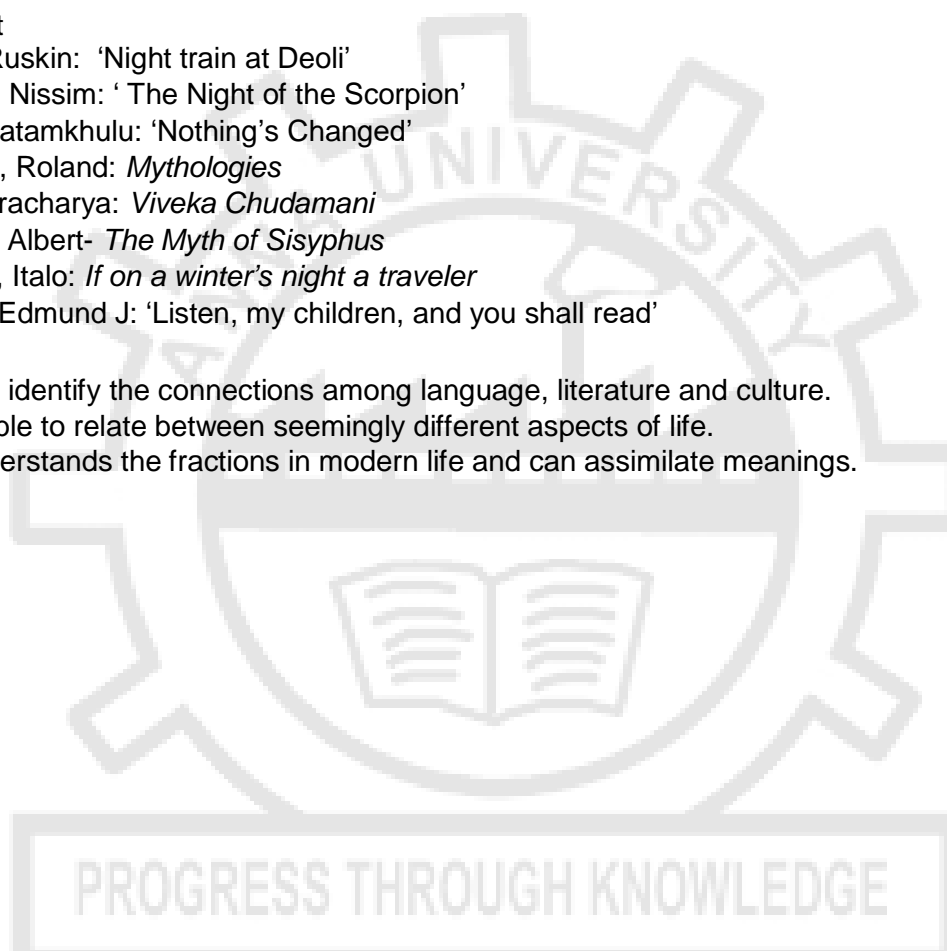 t
Ruskin: ‘Night train at Deoli’
Nissim: ‘ The Night of the Scorpion’
atamkhulu: ‘Nothing’s Changed’
, Roland: Mythologies
racharya: Viveka Chudamani
Albert- The Myth of Sisyphus
, Italo: If on a winter’s night a traveler
Edmund J: ‘Listen, my children, and you shall read’
identify the connections among language, literature and culture.
ble to relate between seemingly different aspects of life.
derstands the fractions in modern life and can assimilate meanings.
ANNA UNIVERSITY
PROGRESS THROUGH KNOWLEDGE